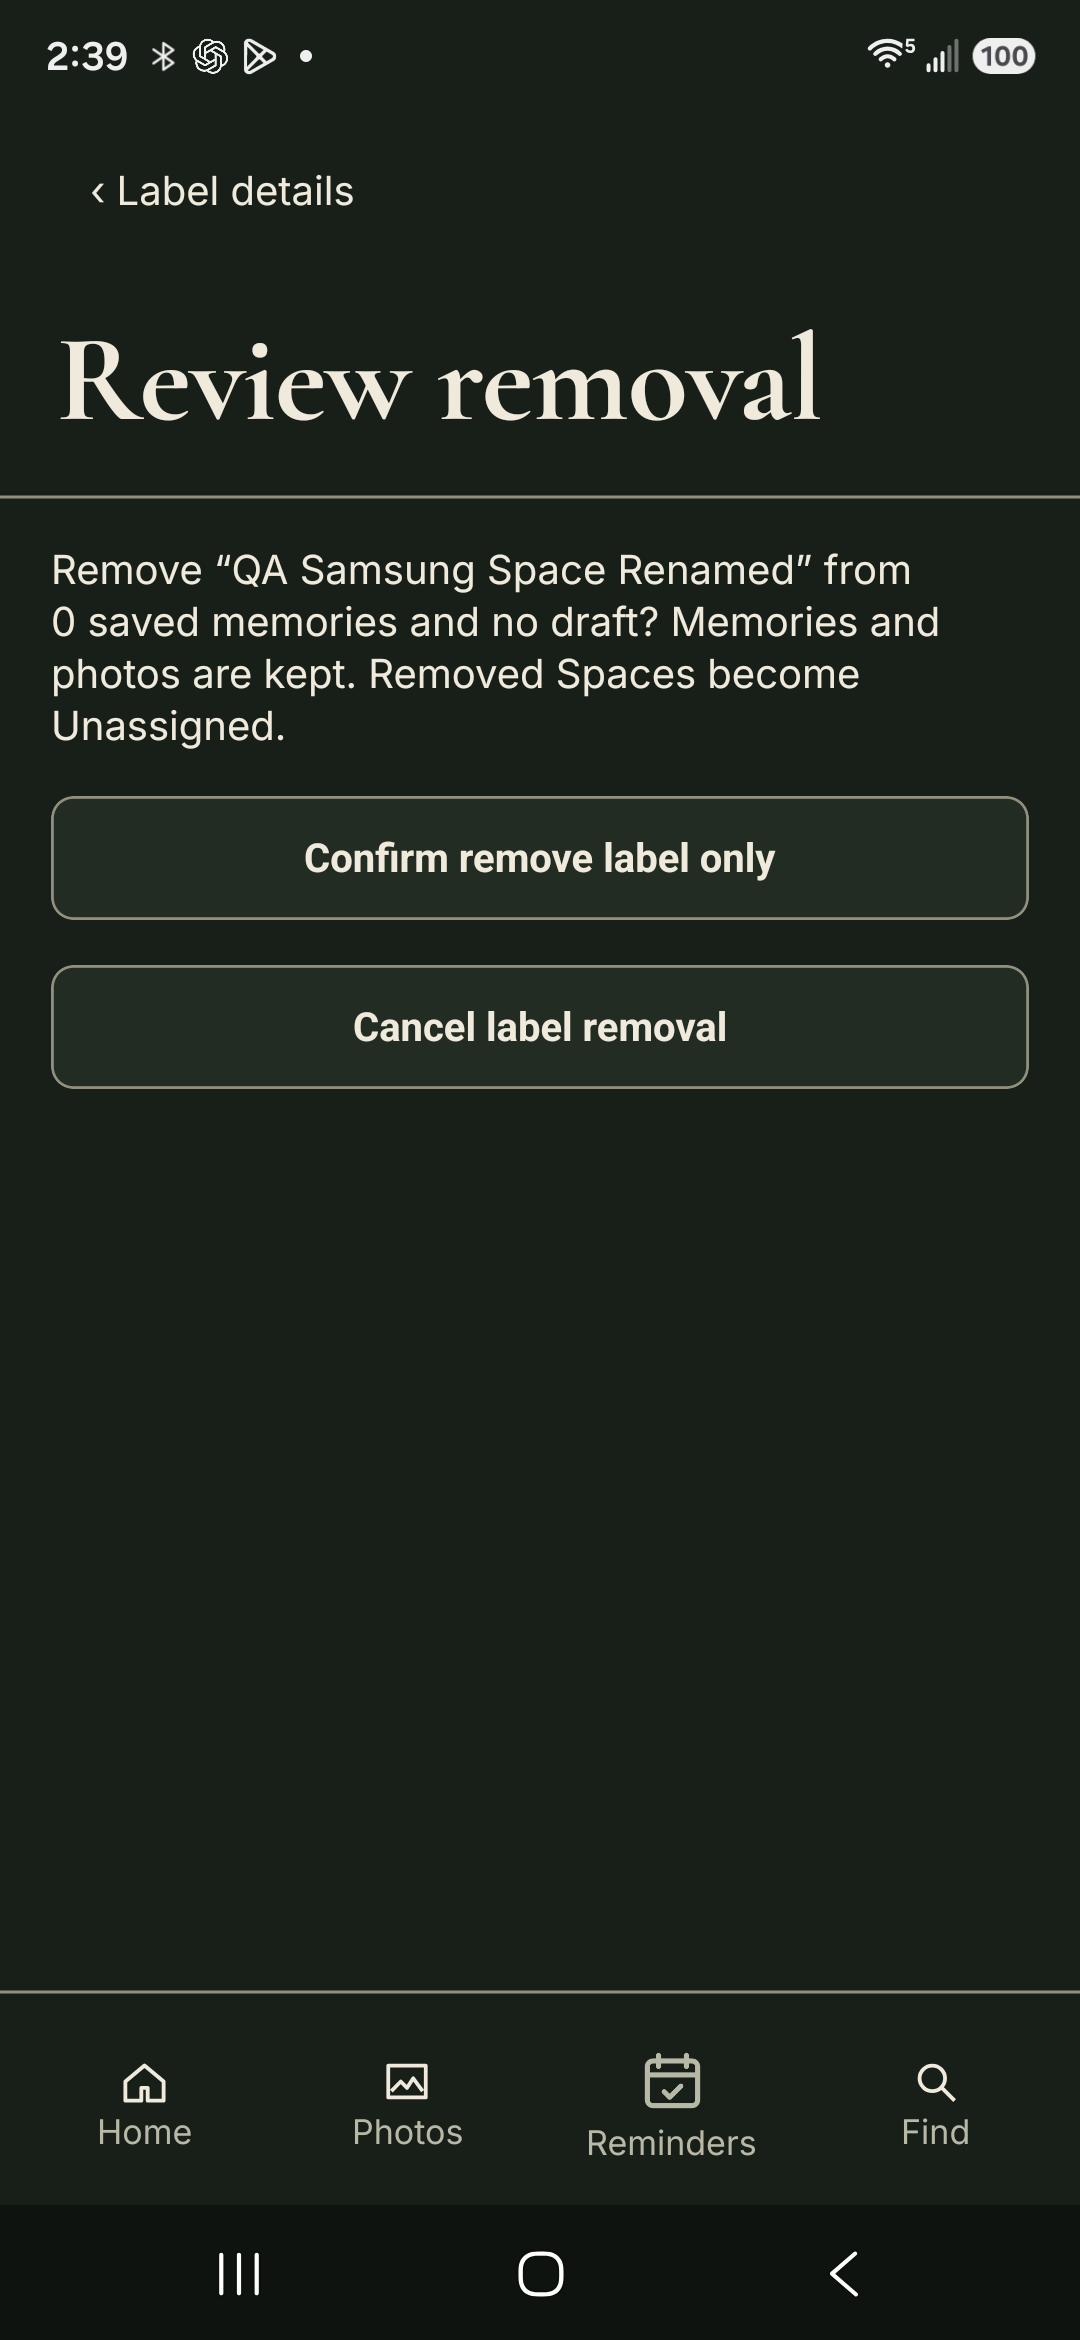 2:39
5
100
‹ Label details
Review removal
Remove “QA Samsung Space Renamed” from
0 saved memories and no draft? Memories and
photos are kept. Removed Spaces become
Unassigned.
Confirm remove label only
Cancel label removal
Home
Photos
Reminders
Find